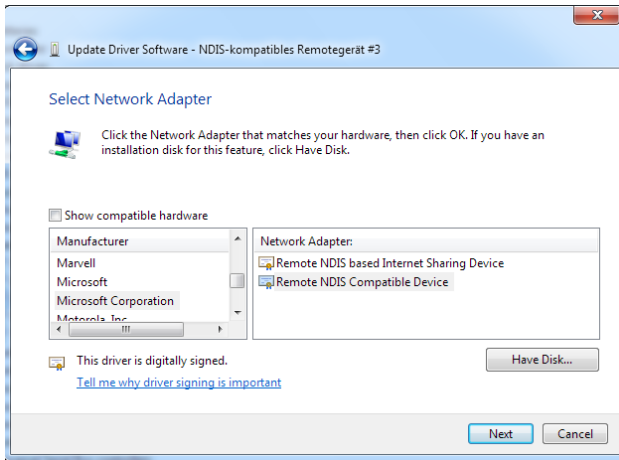 Update Driver Software - NDIS-kompatibles Remotegerät #3
Select Network Adapter
Click the Network Adapter that matches your hardware, then click OK. If you have an
installation disk for this feature, click Have Disk.
Show compatible hardware
Manufacturer
Marvell
Microsoft
Microsoft Corporation
Motorola, Inc.
Network Adapter:
Remote NDIS based Internet Sharing Device
Remote NDIS Compatible Device
This driver is digitally signed.
Have Disk...
Tell me why driver signing is important
Next
Cancel